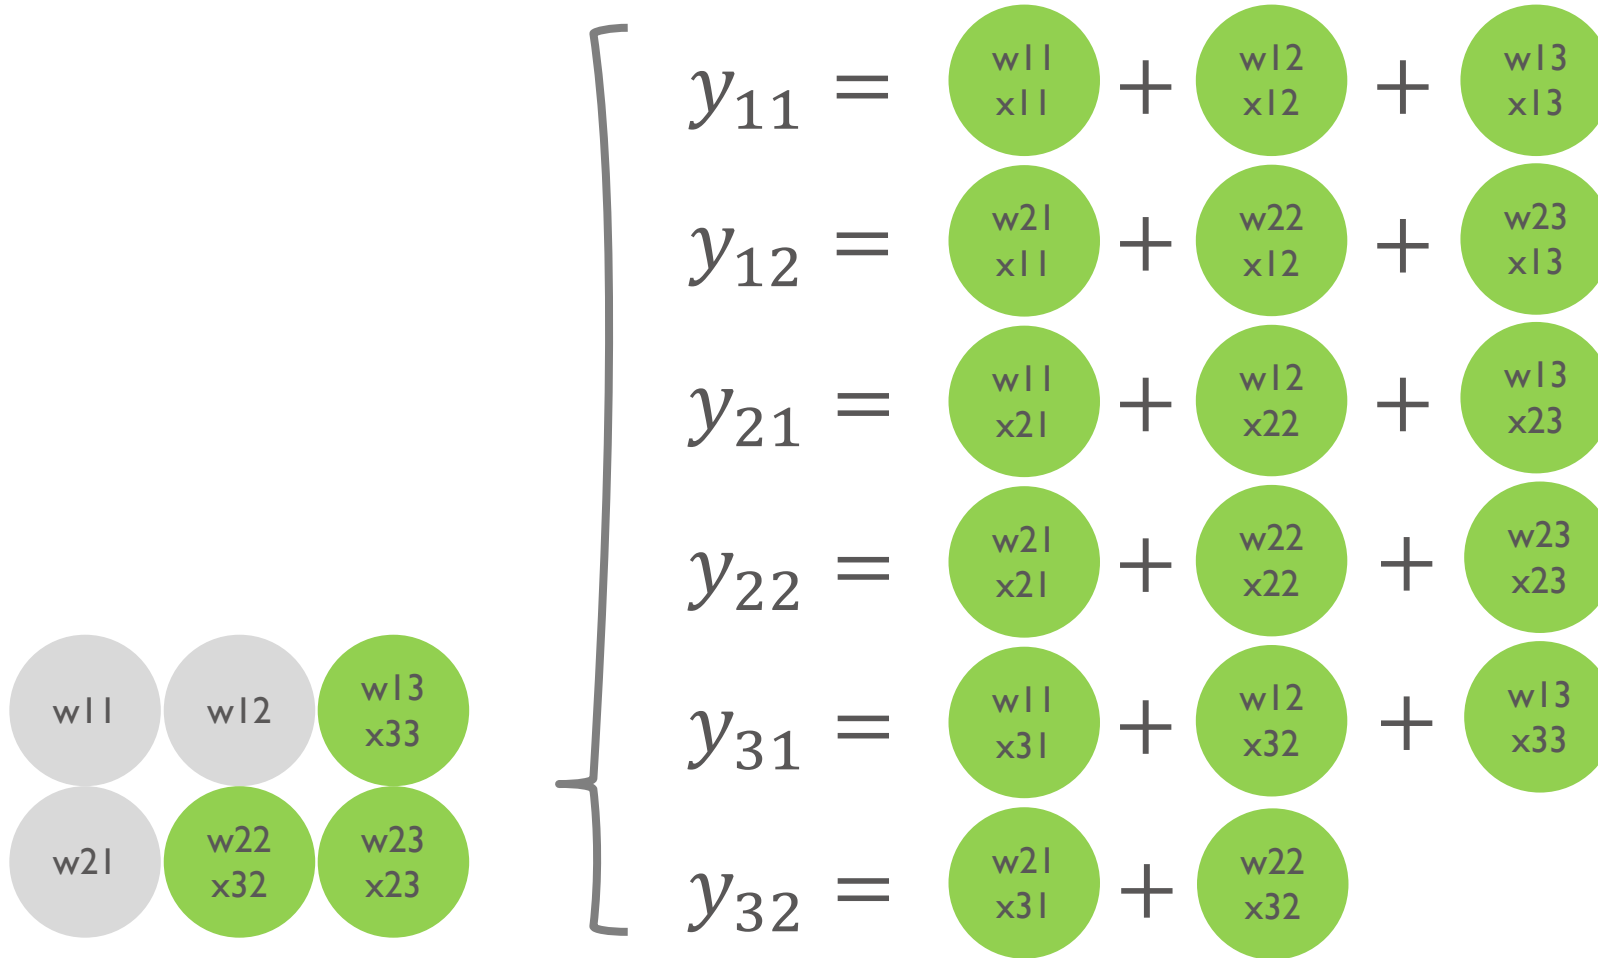 y₁₁ = w11 x11 + w12 x12 + w13 x13
y₁₂ = w21 x11 + w22 x12 + w23 x13
y₂₁ = w11 x21 + w12 x22 + w13 x23
y₂₂ = w21 x21 + w22 x22 + w23 x23
y₃₁ = w11 x31 + w12 x32 + w13 x33
y₃₂ = w21 x31 + w22 x32
w11 w12 w13 x33
w21 w22 x32 w23 x23